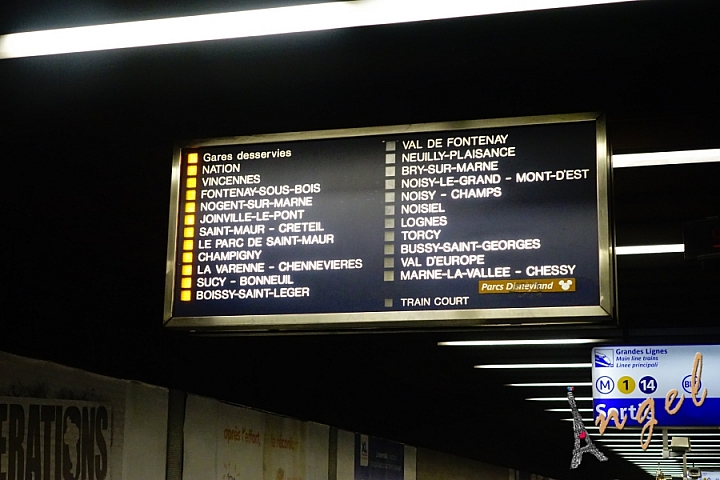 Gares desservies
NATION
VINCENNES
FONTENAY-SOUS-BOIS
NOGENT-SUR-MARNE
JOINVILLE-LE-PONT
SAINT-MAUR - CRETEIL
LE PARC DE SAINT-MAUR
CHAMPIGNY
LA VARENNE - CHENNEVIERES
SUCY - BONNEUIL
BOISSY-SAINT-LEGER
VAL DE FONTENAY
NEUILLY-PLAISANCE
BRY-SUR-MARNE
NOISY-LE-GRAND - MONT-D'EST
NOISY - CHAMPS
NOISIEL
LOGNES
TORCY
BUSSY-SAINT-GEORGES
VAL D'EUROPE
MARNE-LA-VALLEE - CHESSY
Parcs Disneyland
TRAIN COURT
Grandes Lignes
Main line trains
Linee principali
M 1 14
Sortie
ngel
ERATIONS
après l'effort,